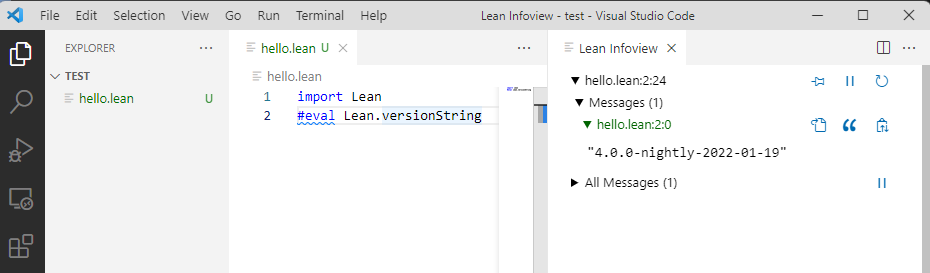 File Edit Selection View Go Run Terminal Help Lean Infoview - test - Visual Studio Code
EXPLORER
TEST
hello.lean U
hello.lean U
hello.lean
1 import Lean
2 #eval Lean.versionString
Lean Infoview
hello.lean:2:24
Messages (1)
hello.lean:2:0
"4.0.0-nightly-2022-01-19"
All Messages (1)